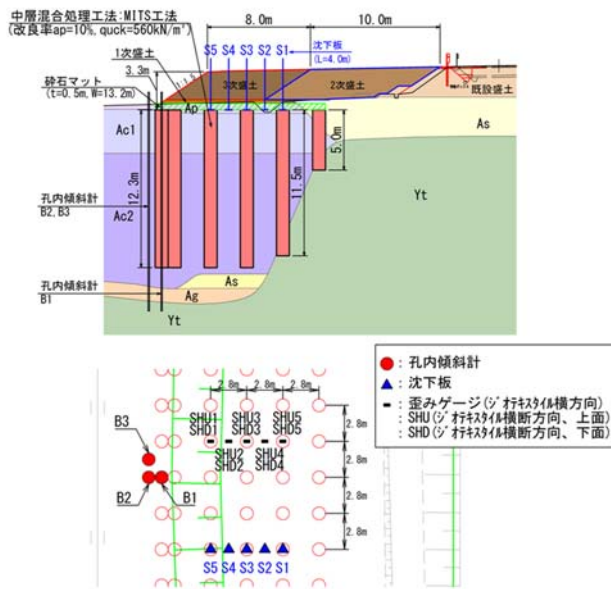 中層混合処理工法:MITS工法
(改良率ap=10%, quck=560kN/m²)
8.0m
10.0m
S5 S4 S3 S2 S1
沈下板
(L=4.0m)
1次盛土
3.3m
砕石マット
(t=0.5m, W=13.2m)
3次盛土
2次盛土
既設盛土
Ap
Ac1
As
12.3m
11.5m
5.0m
Yt
孔内傾斜計
B2, B3
Ac2
As
孔内傾斜計
B1
Ag
Yt
2.8m 2.8m 2.8m
SHU1 SHU3 SHU5
SHD1 SHD3 SHD5
SHU2 SHU4
SHD2 SHD4
B3
B2
B1
2.8m
2.8m
2.8m
2.8m
S5 S4 S3 S2 S1
: 孔内傾斜計
: 沈下板
: 歪みゲージ(ジオテキスタイル横方向)
: SHU(ジオテキスタイル横断方向、上面)
: SHD(ジオテキスタイル横断方向、下面)